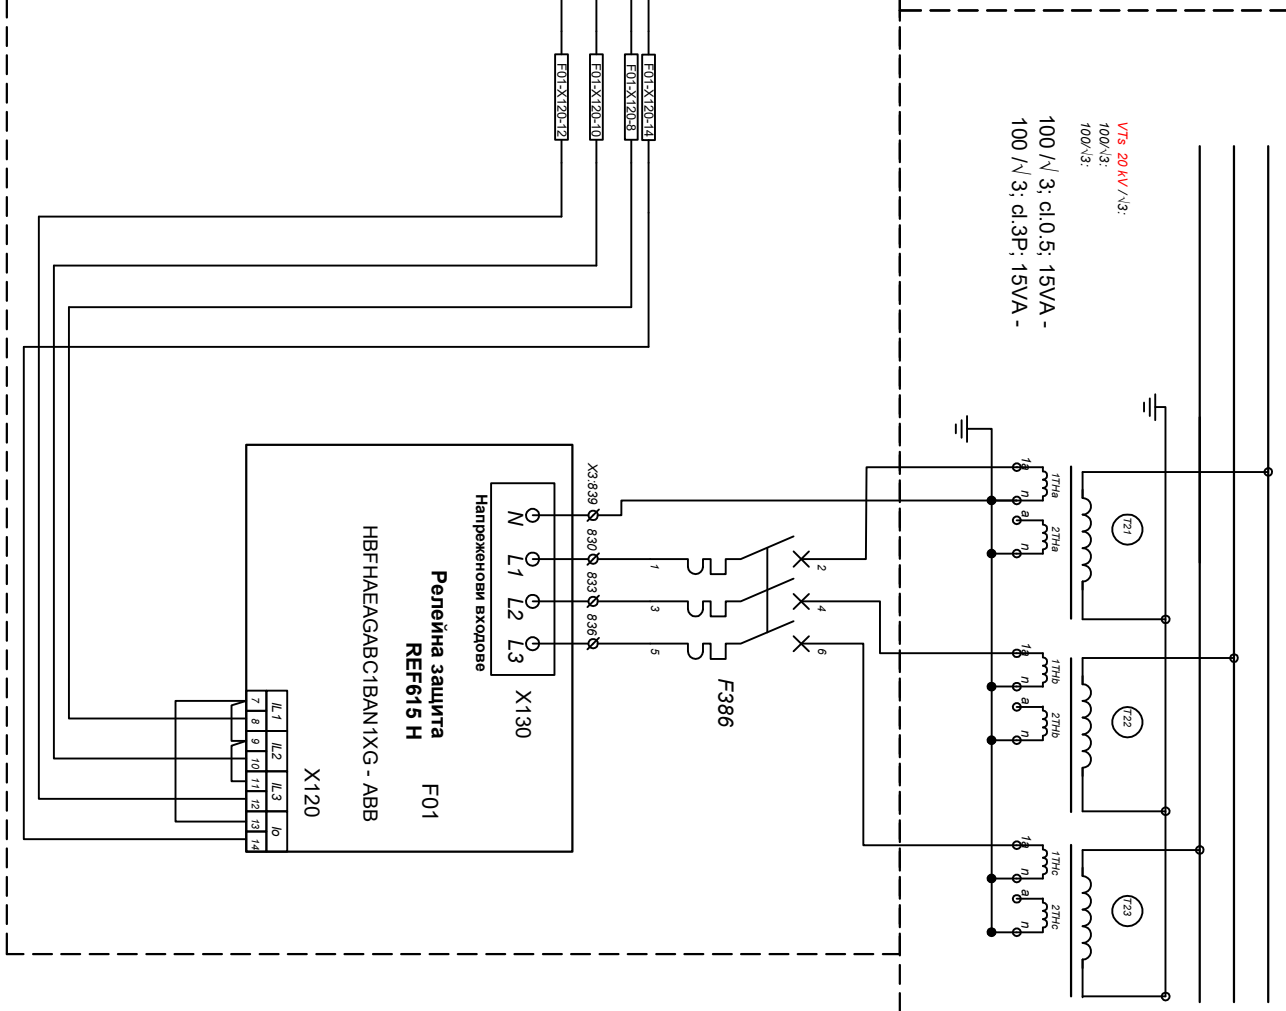 F01-X120-12
F01-X120-10
F01-X120-8
F01-X120-14
VTs 20 kV /√3:
100/√3:
100/√3:
100 /√ 3; cl.0.5; 15VA -
100 /√ 3; cl.3P; 15VA -
1a
n
1THa
a
n
2THa
T21
1a
n
1THb
a
n
2THb
T22
1a
n
1THc
a
n
2THc
T23
X3:839
830
833
836
1
3
5
2
4
6
F386
N
L1
L2
L3
Напреженови входове
X130
Релейна защита
REF615 H
F01
HBFHAEAGABC1BAN1XG - ABB
X120
IL1
IL2
IL3
Io
7
8
9
10
11
12
13
14